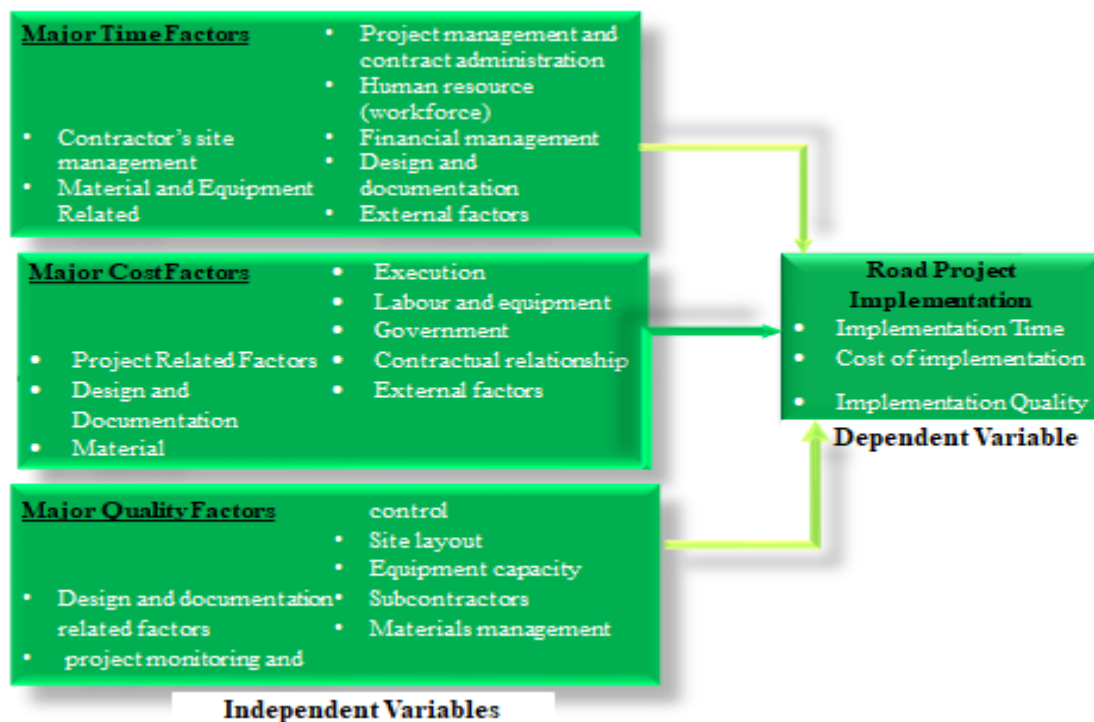 Major Time Factors
• Contractor's site
management
• Material and Equipment
Related
• Project management and
contract administration
• Human resource
(workforce)
• Financial management
• Design and
documentation
• External factors
Major Cost Factors
• Project Related Factors
• Design and
Documentation
• Material
• Execution
• Labour and equipment
• Government
• Contractual relationship
• External factors
Major Quality Factors
• Design and documentation
related factors
• project monitoring and
control
• Site layout
• Equipment capacity
• Subcontractors
• Materials management
Independent Variables
Road Project
Implementation
• Implementation Time
• Cost of implementation
• Implementation Quality
Dependent Variable